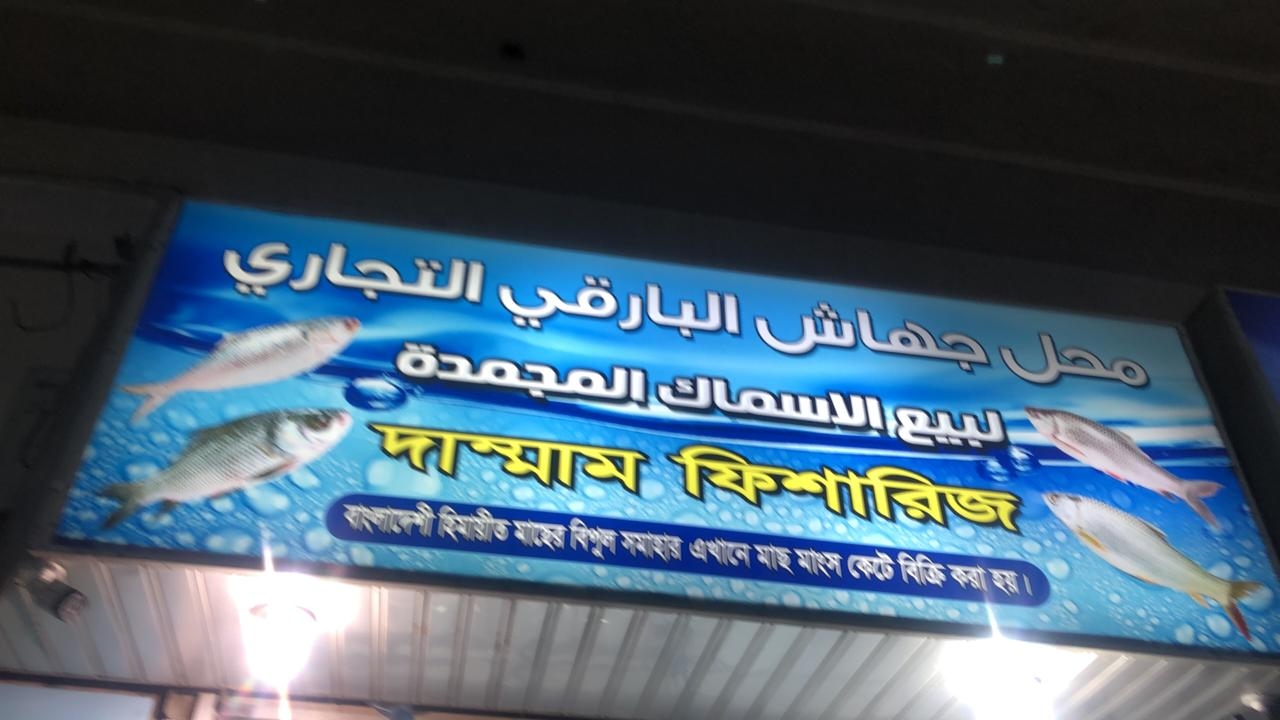 محل جهاش البارقي التجاري
لبيع الاسماك المجمدة
দাম্মাম ফিশারিজ
বাংলাদেশী হিমায়ীত মাছের বিপুল সমাহার এখানে মাছ মাংস কেটে বিক্রি করা হয়।